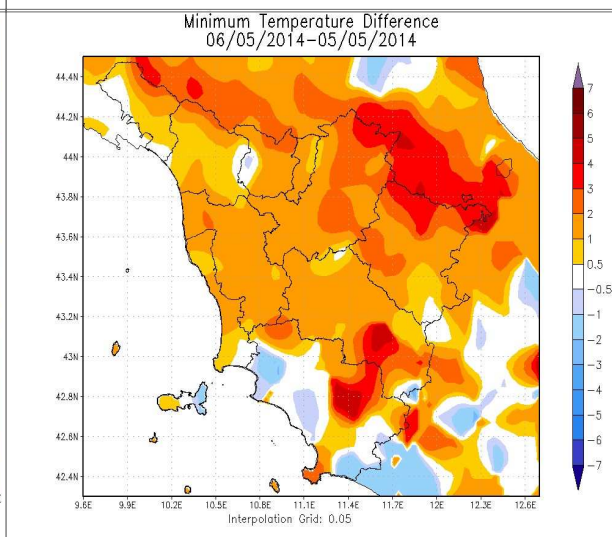 Minimum Temperature Difference
06/05/2014-05/05/2014
44.4N
44.2N
44N
43.8N
43.6N
43.4N
43.2N
43N
42.8N
42.6N
42.4N
9.6E 9.9E 10.2E 10.5E 10.8E 11.1E 11.4E 11.7E 12E 12.3E 12.6E
Interpolation Grid: 0.05
7
6
5
4
3
2
1
0.5
-0.5
-1
-2
-3
-4
-5
-6
-7